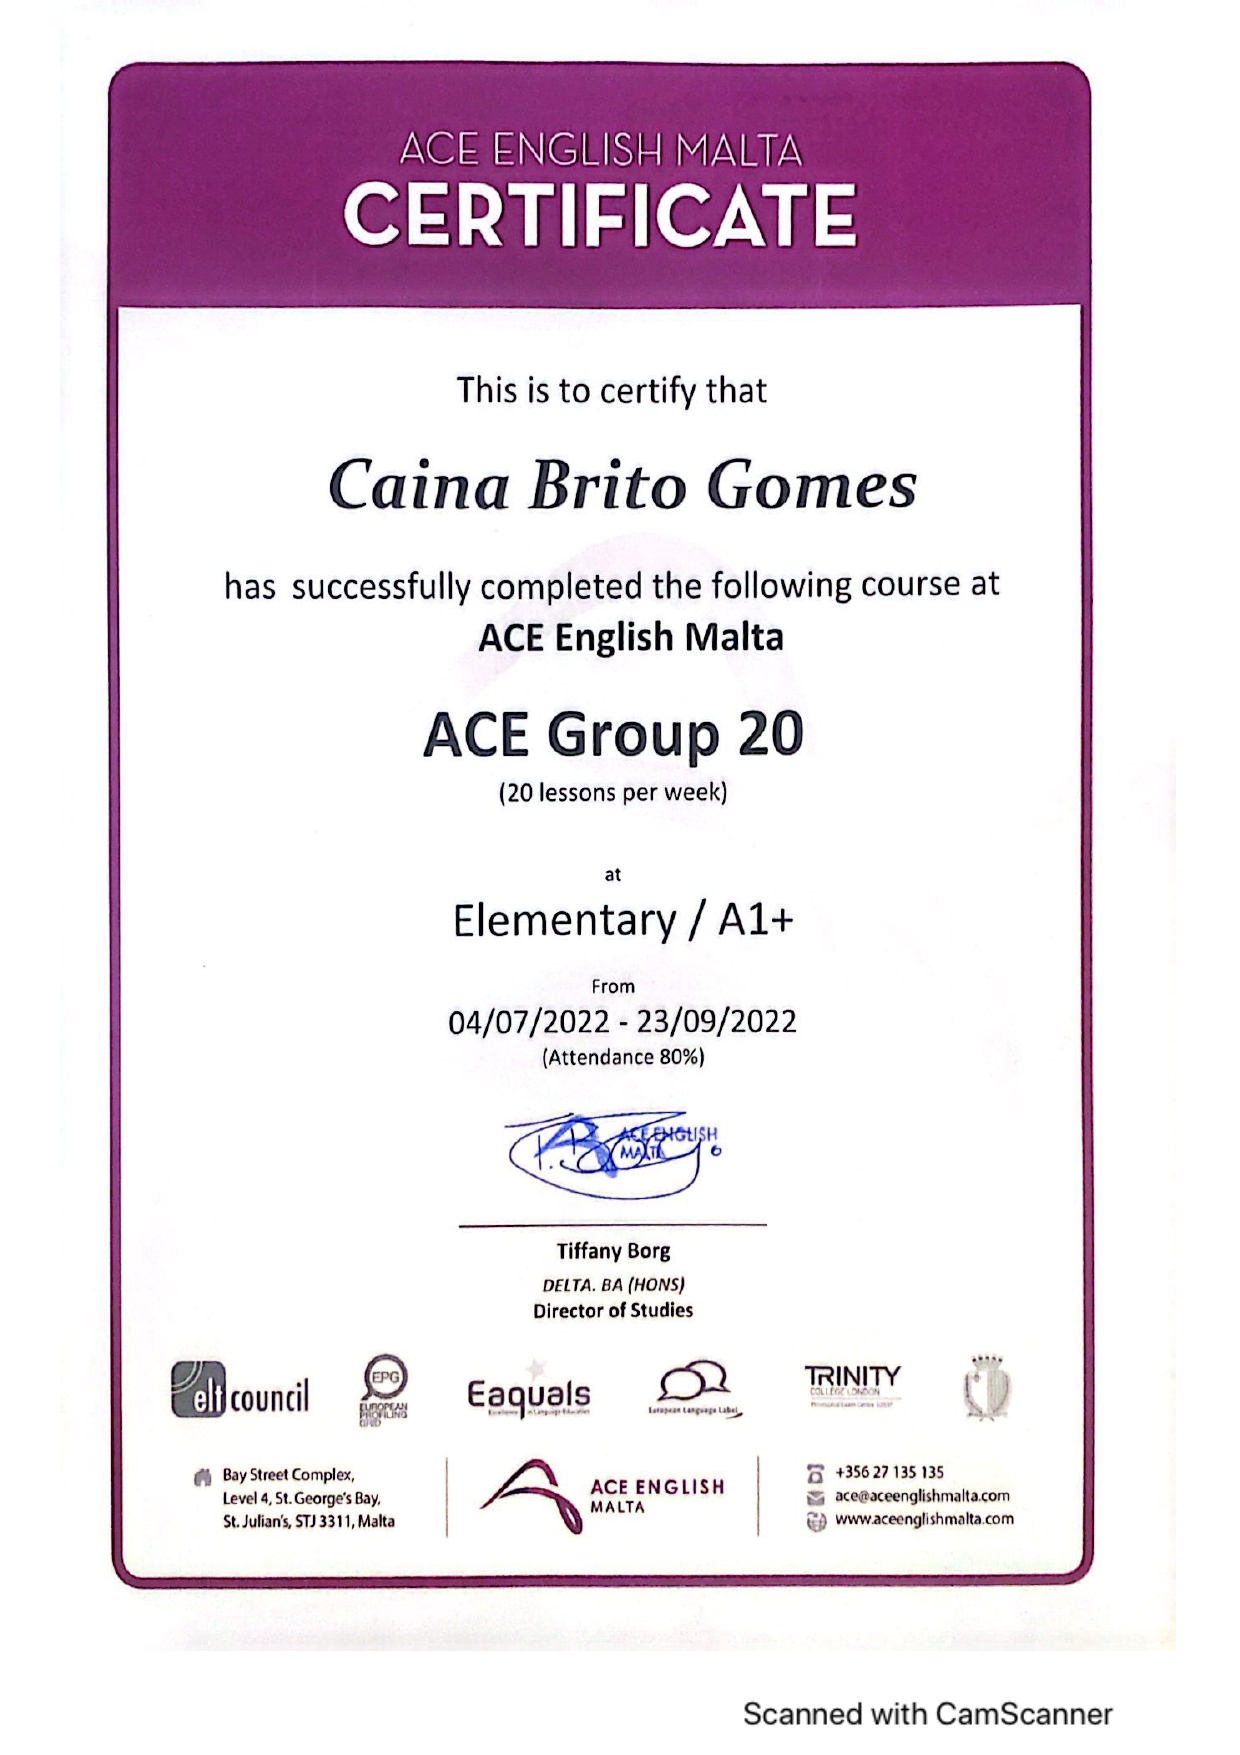 ACE ENGLISH MALTA
CERTIFICATE
This is to certify that
Caina Brito Gomes
has successfully completed the following course at
ACE English Malta
ACE Group 20
(20 lessons per week)
at
Elementary / A1+
From
04/07/2022 - 23/09/2022
(Attendance 80%)
ACE ENGLISH
MALTA
Tiffany Borg
DELTA. BA (HONS)
Director of Studies
elt council
EPG
EUROPEAN
PROFILING
GRID
Eaquals
Excellence in Language Education
European Language Label
TRINITY
COLLEGE LONDON
Bay Street Complex,
Level 4, St. George's Bay,
St. Julian's, STJ 3311, Malta
ACE ENGLISH
MALTA
+356 27 135 135
ace@aceenglishmalta.com
www.aceenglishmalta.com
Scanned with CamScanner